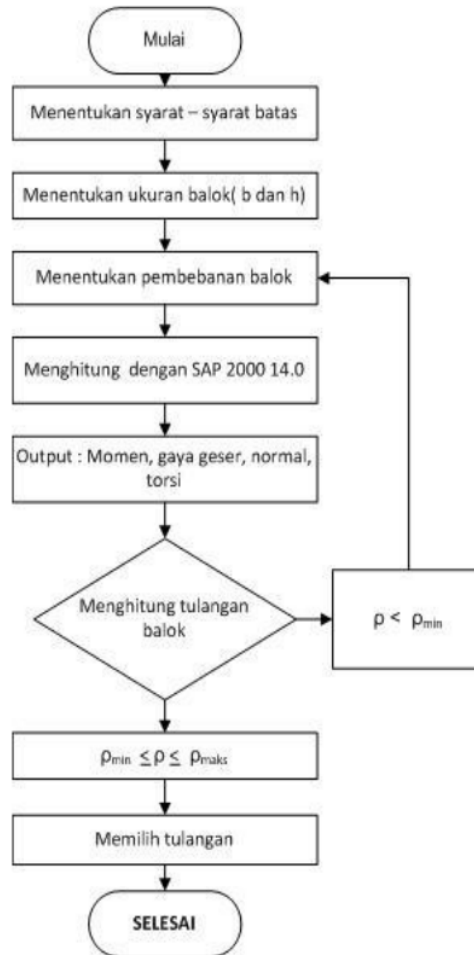 Mulai
Menentukan syarat – syarat batas
Menentukan ukuran balok( b dan h)
Menentukan pembebanan balok
Menghitung dengan SAP 2000 14.0
Output : Momen, gaya geser, normal,
torsi
Menghitung tulangan
balok
ρ < ρmin
ρmin ≤ρ≤ ρmaks
Memilih tulangan
SELESAI